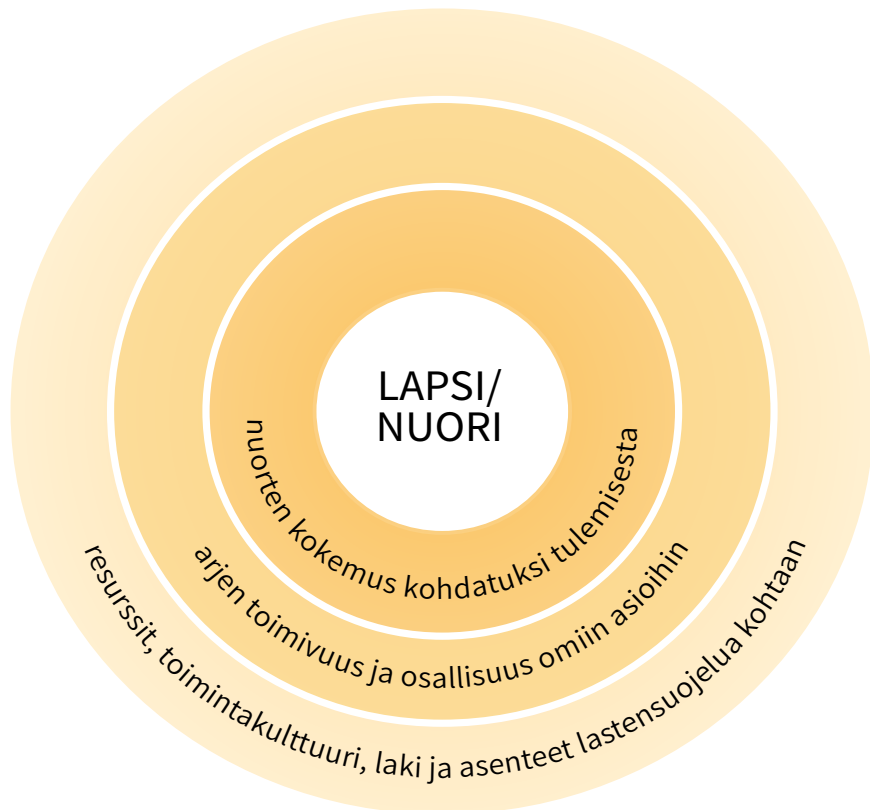 LAPSI/
NUORI
nuorten kokemus kohdatuksi tulemisesta
arjen toimivuus ja osallisuus omiin asioihin
resurssit, toimintakulttuuri, laki ja asenteet lastensuojelua kohtaan